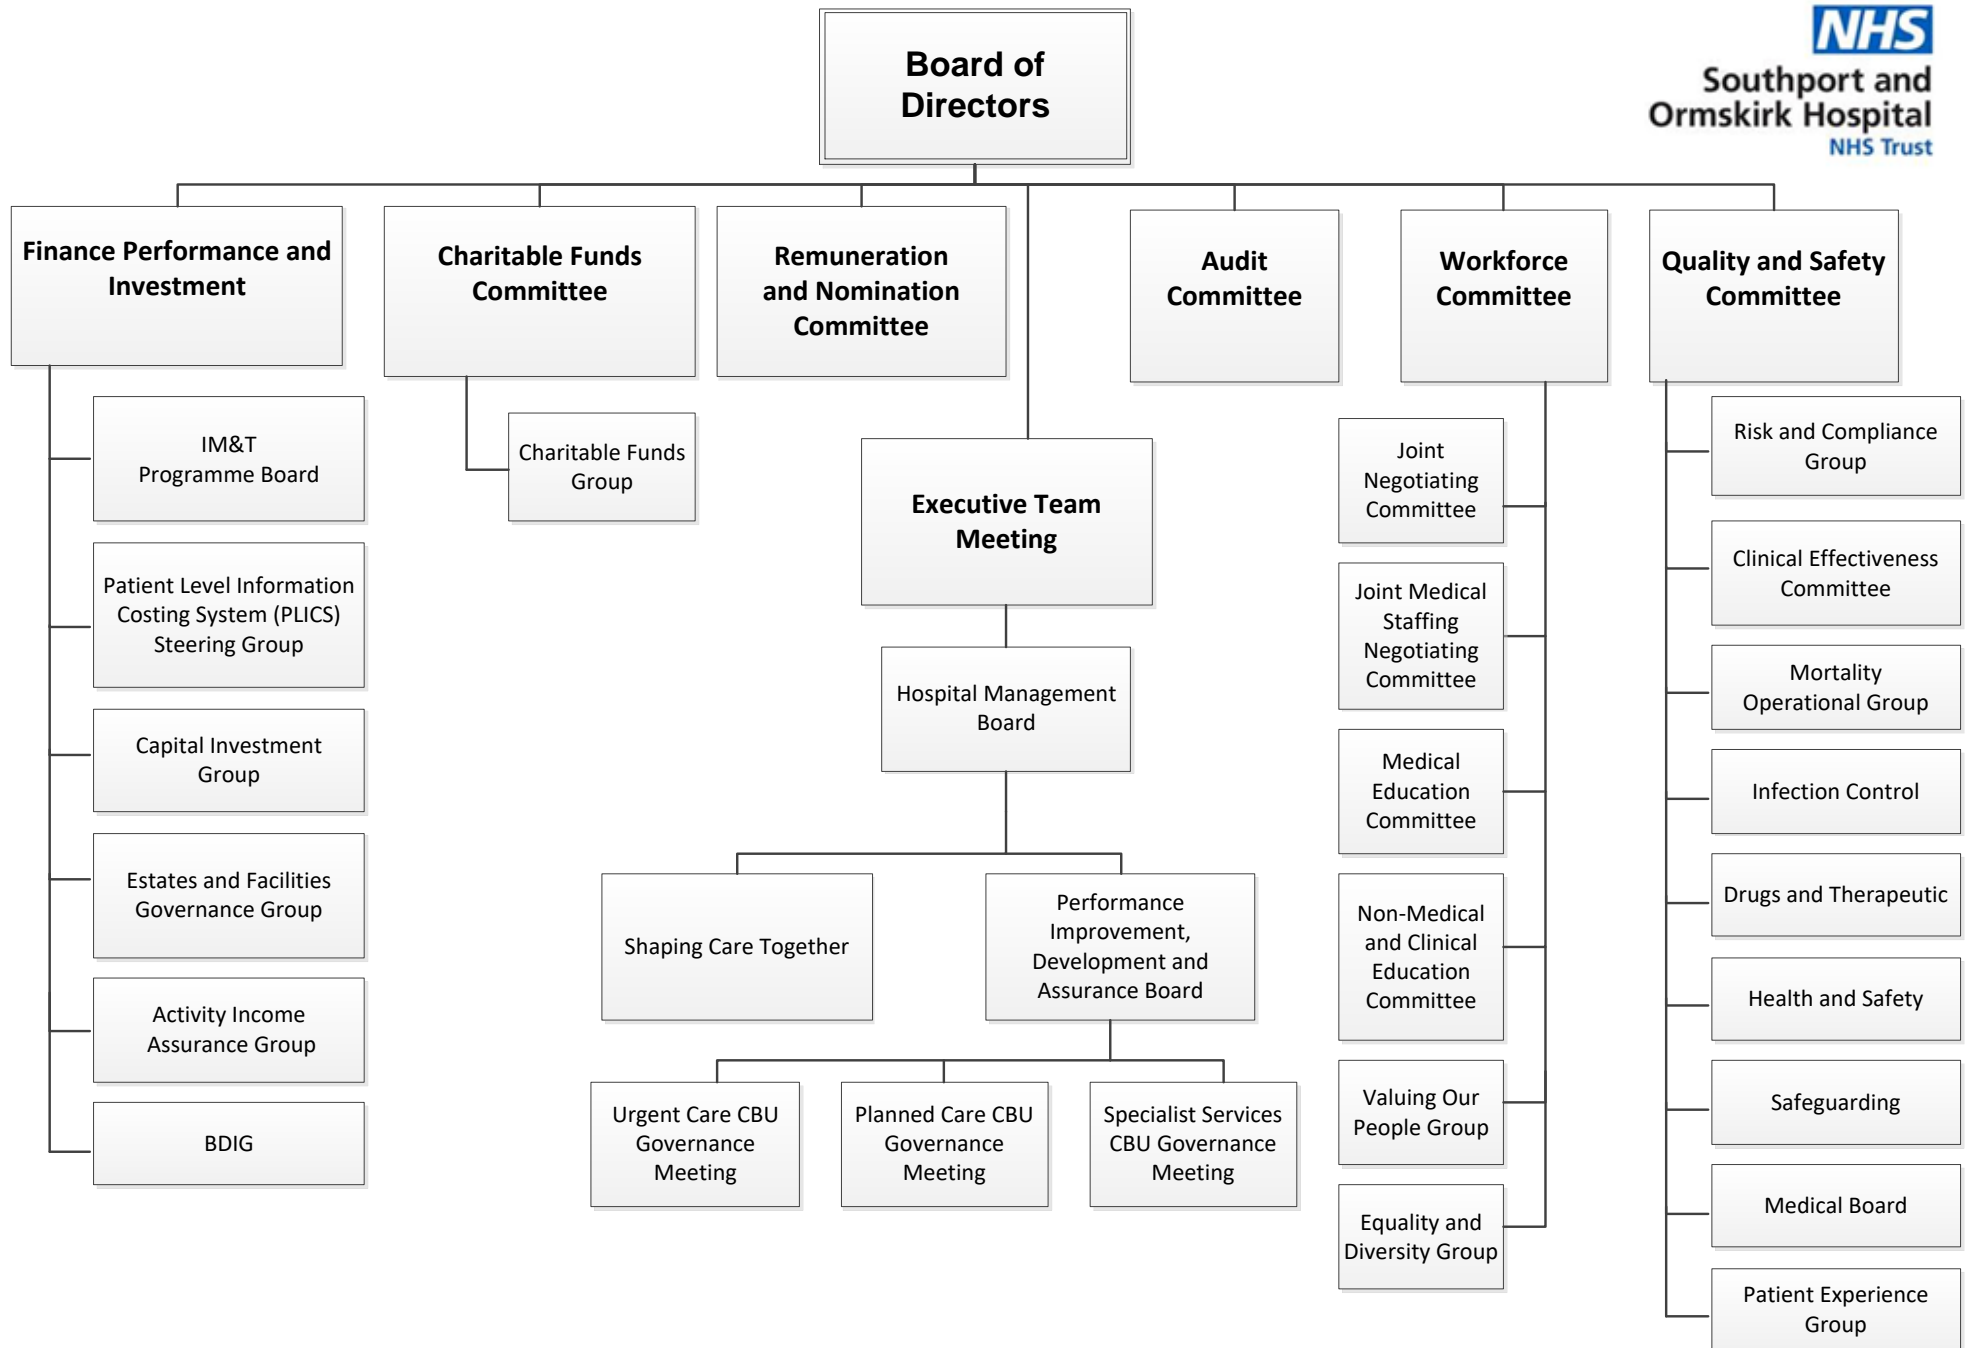 NHS
Southport and
Ormskirk Hospital
NHS Trust
Board of
Directors
Finance Performance and
Investment
Charitable Funds
Committee
Remuneration
and Nomination
Committee
Audit
Committee
Workforce
Committee
Quality and Safety
Committee
IM&T
Programme Board
Patient Level Information
Costing System (PLICS)
Steering Group
Capital Investment
Group
Estates and Facilities
Governance Group
Activity Income
Assurance Group
BDIG
Charitable Funds
Group
Executive Team
Meeting
Hospital Management
Board
Shaping Care Together
Performance
Improvement,
Development and
Assurance Board
Urgent Care CBU
Governance
Meeting
Planned Care CBU
Governance
Meeting
Specialist Services
CBU Governance
Meeting
Joint
Negotiating
Committee
Joint Medical
Staffing
Negotiating
Committee
Medical
Education
Committee
Non-Medical
and Clinical
Education
Committee
Valuing Our
People Group
Equality and
Diversity Group
Risk and Compliance
Group
Clinical Effectiveness
Committee
Mortality
Operational Group
Infection Control
Drugs and Therapeutic
Health and Safety
Safeguarding
Medical Board
Patient Experience
Group